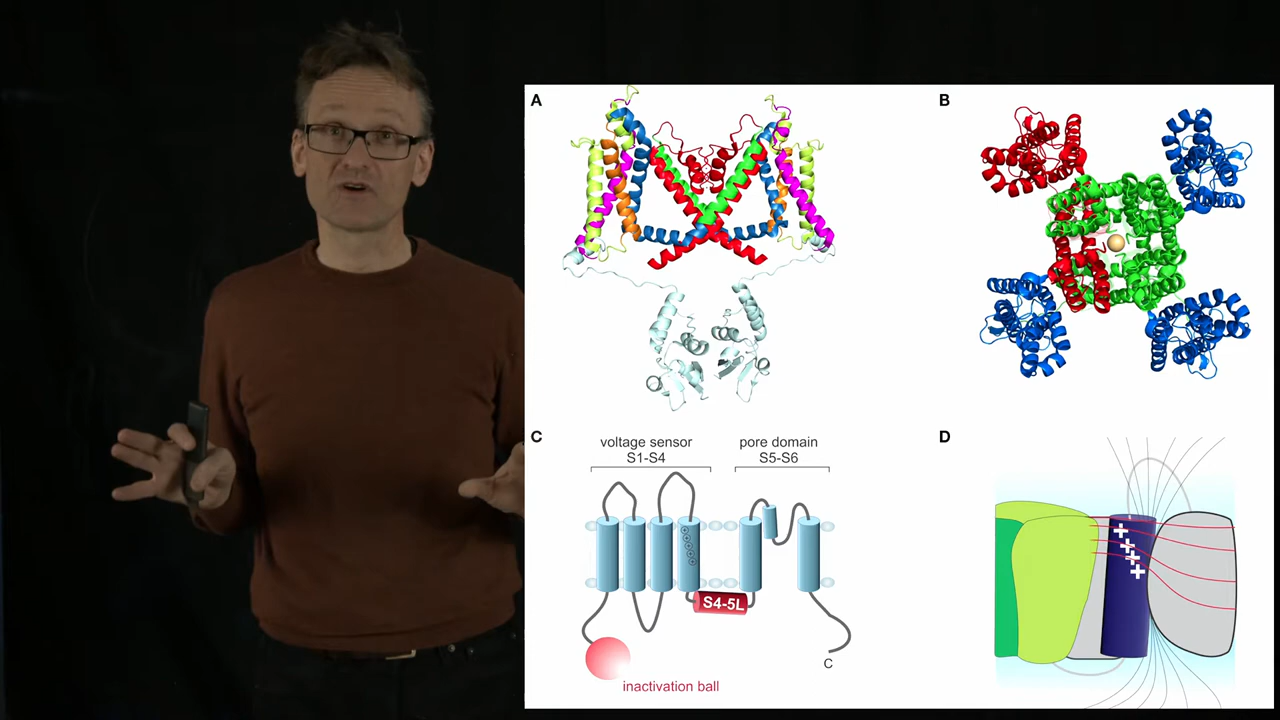 A
B
C
voltage sensor
S1-S4
pore domain
S5-S6
D
S4-5L
C
inactivation ball